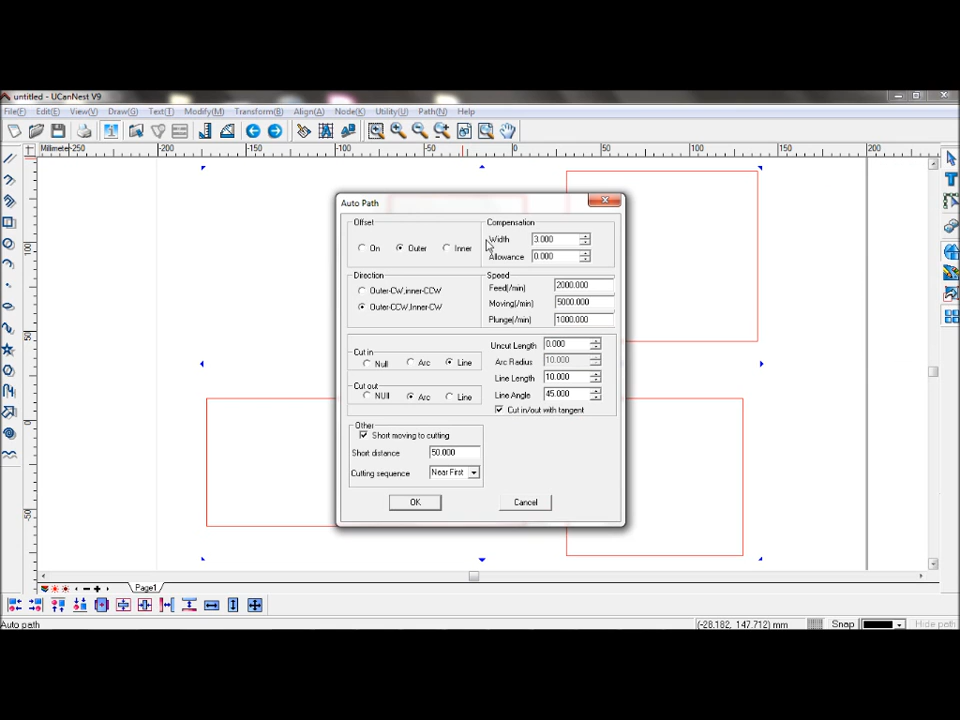 untitled - UCanNest V9
File(F) Edit(E) View(V) Draw(G) Text(T) Modify(M) Transform(B) Align(A) Node(K) Utility(U) Path(N) Help
Millimete -250 -200 -150 -100 -50 0 50 100 150 200
Auto Path
Offset
On Outer Inner
Compensation
Width 3.000
Allowance 0.000
Direction
Outer-CW,inner-CCW
Outer-CCW,Inner-CW
Speed
Feed(/min) 2000.000
Moving(/min) 5000.000
Plunge(/min) 1000.000
Cut in
Null Arc Line
Cut out
NUll Arc Line
Uncut Length 0.000
Arc Radius 10.000
Line Length 10.000
Line Angle 45.000
Cut in/out with tangent
Other
Short moving to cutting
Short distance 50.000
Cutting sequence Near First
OK Cancel
100
50
0
-50
Page1
Auto path (-28.182, 147.712) mm Snap Hide path